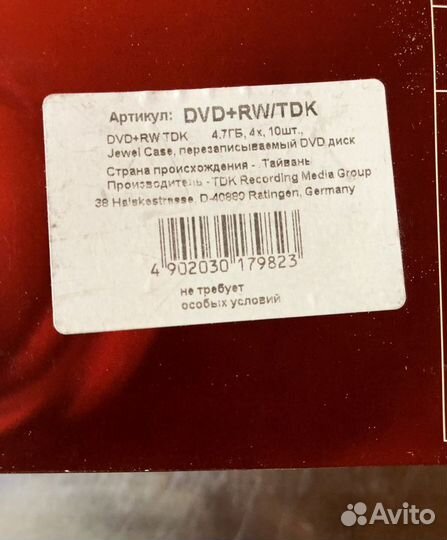 Артикул: DVD+RW/TDK
DVD+RW TDK 4.7ГБ, 4x, 10шт.,
Jewel Case, перезаписываемый DVD диск
Страна происхождения - Тайвань
Производитель - TDK Recording Media Group
38 Halskestrasse, D-40880 Ratingen, Germany
4 902030 179823
не требует
особых условий
Avito